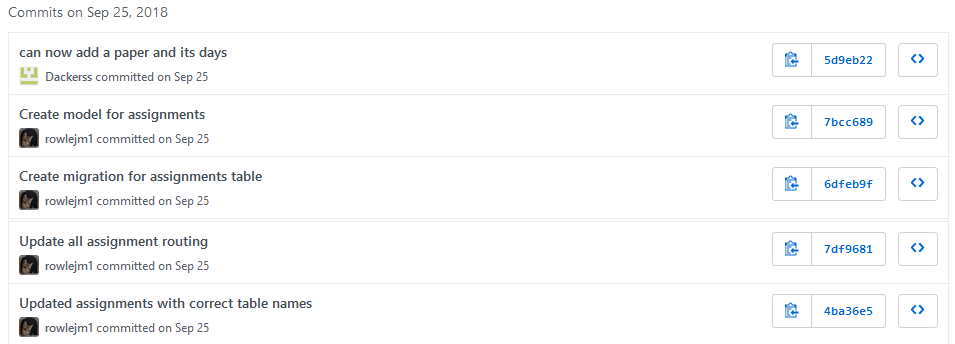 Commits on Sep 25, 2018
can now add a paper and its days
5d9eb22
Dackerss committed on Sep 25
Create model for assignments
7bcc689
rowlejm1 committed on Sep 25
Create migration for assignments table
6dfeb9f
rowlejm1 committed on Sep 25
Update all assignment routing
7df9681
rowlejm1 committed on Sep 25
Updated assignments with correct table names
4ba36e5
rowlejm1 committed on Sep 25